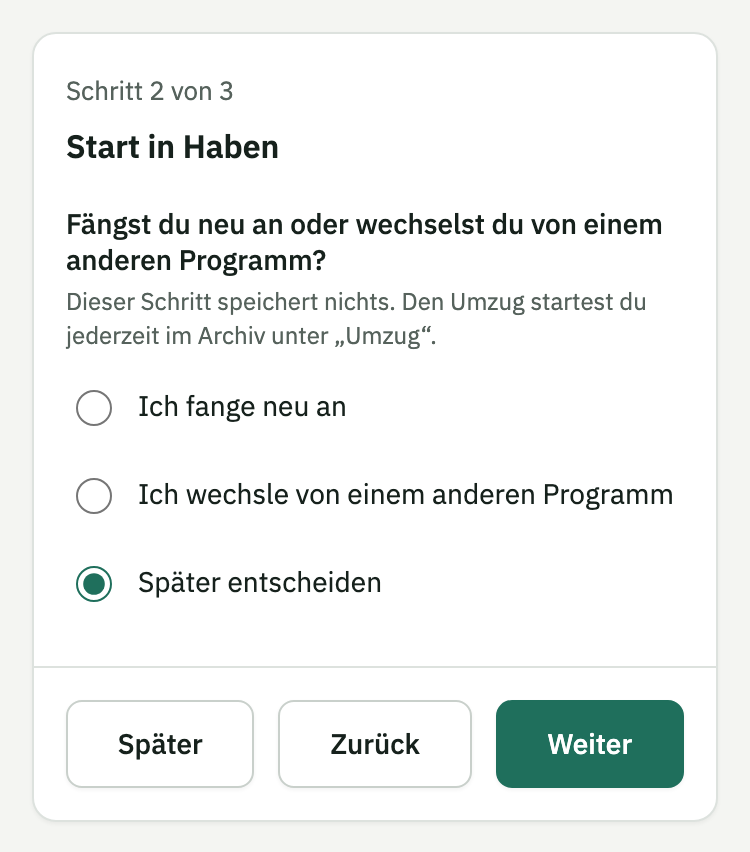 Schritt 2 von 3
Start in Haben
Fängst du neu an oder wechselst du von einem
anderen Programm?
Dieser Schritt speichert nichts. Den Umzug startest du
jederzeit im Archiv unter „Umzug“.
Ich fange neu an
Ich wechsle von einem anderen Programm
Später entscheiden
Später
Zurück
Weiter